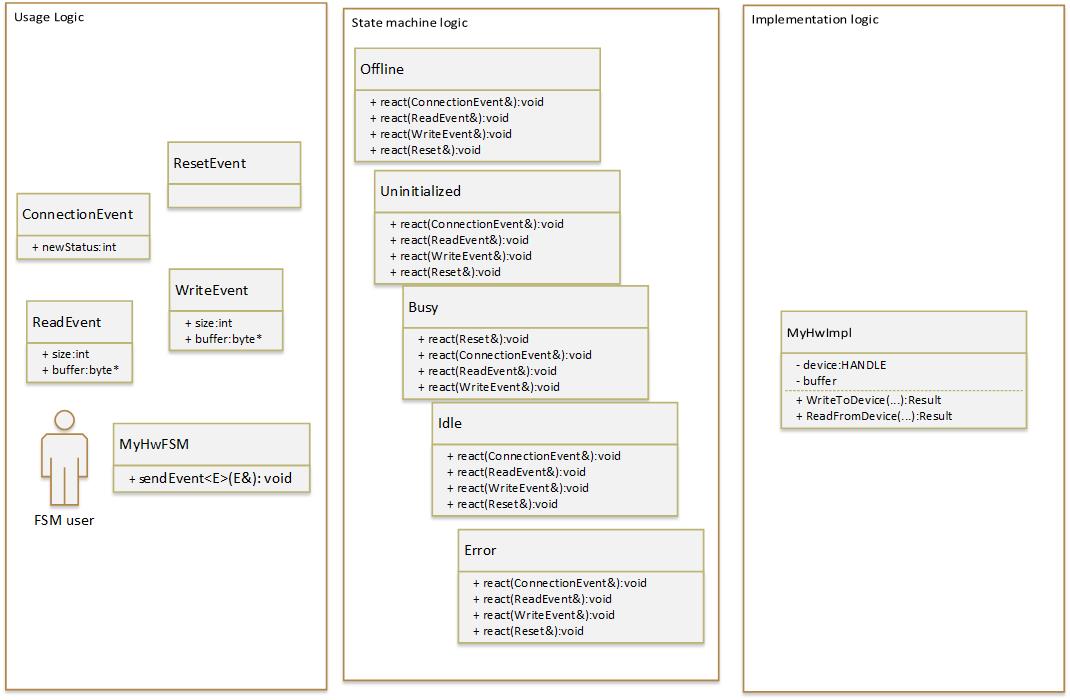 Usage Logic
ResetEvent
ConnectionEvent
+ newStatus:int
WriteEvent
+ size:int
+ buffer:byte*
ReadEvent
+ size:int
+ buffer:byte*
MyHwFSM
+ sendEvent<E>(E&): void
FSM user
State machine logic
Offline
+ react(ConnectionEvent&):void
+ react(ReadEvent&):void
+ react(WriteEvent&):void
+ react(Reset&):void
Uninitialized
+ react(ConnectionEvent&):void
+ react(ReadEvent&):void
+ react(WriteEvent&):void
+ react(Reset&):void
Busy
+ react(Reset&):void
+ react(ConnectionEvent&):void
+ react(ReadEvent&):void
+ react(WriteEvent&):void
Idle
+ react(ConnectionEvent&):void
+ react(ReadEvent&):void
+ react(WriteEvent&):void
+ react(Reset&):void
Error
+ react(ConnectionEvent&):void
+ react(ReadEvent&):void
+ react(WriteEvent&):void
+ react(Reset&):void
Implementation logic
MyHwImpl
- device:HANDLE
- buffer
+ WriteToDevice(...):Result
+ ReadFromDevice(...):Result